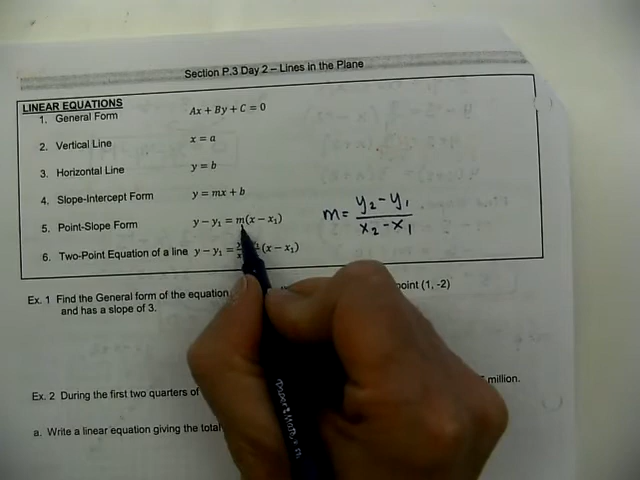 Section P.3 Day 2 – Lines in the Plane
LINEAR EQUATIONS
1. General Form Ax + By + C = 0
2. Vertical Line x = a
3. Horizontal Line y = b
4. Slope-Intercept Form y = mx + b
5. Point-Slope Form y − y₁ = m(x − x₁)
m = (y₂ − y₁)/(x₂ − x₁)
6. Two-Point Equation of a line y − y₁ = (x − x₁)
Ex. 1 Find the General form of the equation point (1, -2)
and has a slope of 3.
Ex. 2 During the first two quarters of million.
a. Write a linear equation giving the total